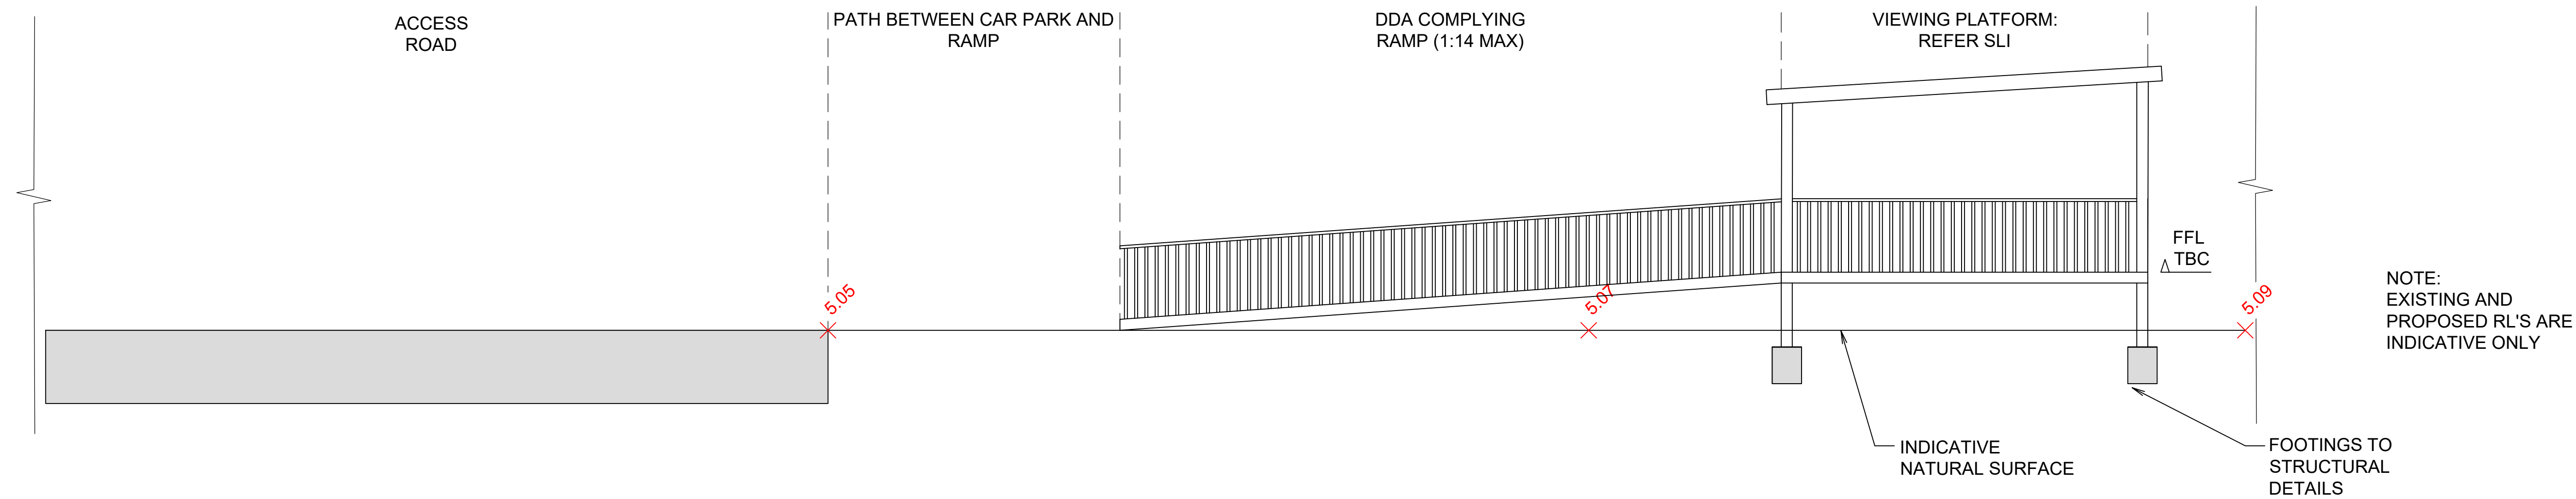 ACCESS
ROAD
PATH BETWEEN CAR PARK AND
RAMP
DDA COMPLYING
RAMP (1:14 MAX)
VIEWING PLATFORM:
REFER SLI
FFL
TBC
5.05
5.07
5.09
NOTE:
EXISTING AND
PROPOSED RL'S ARE
INDICATIVE ONLY
INDICATIVE
NATURAL SURFACE
FOOTINGS TO
STRUCTURAL
DETAILS